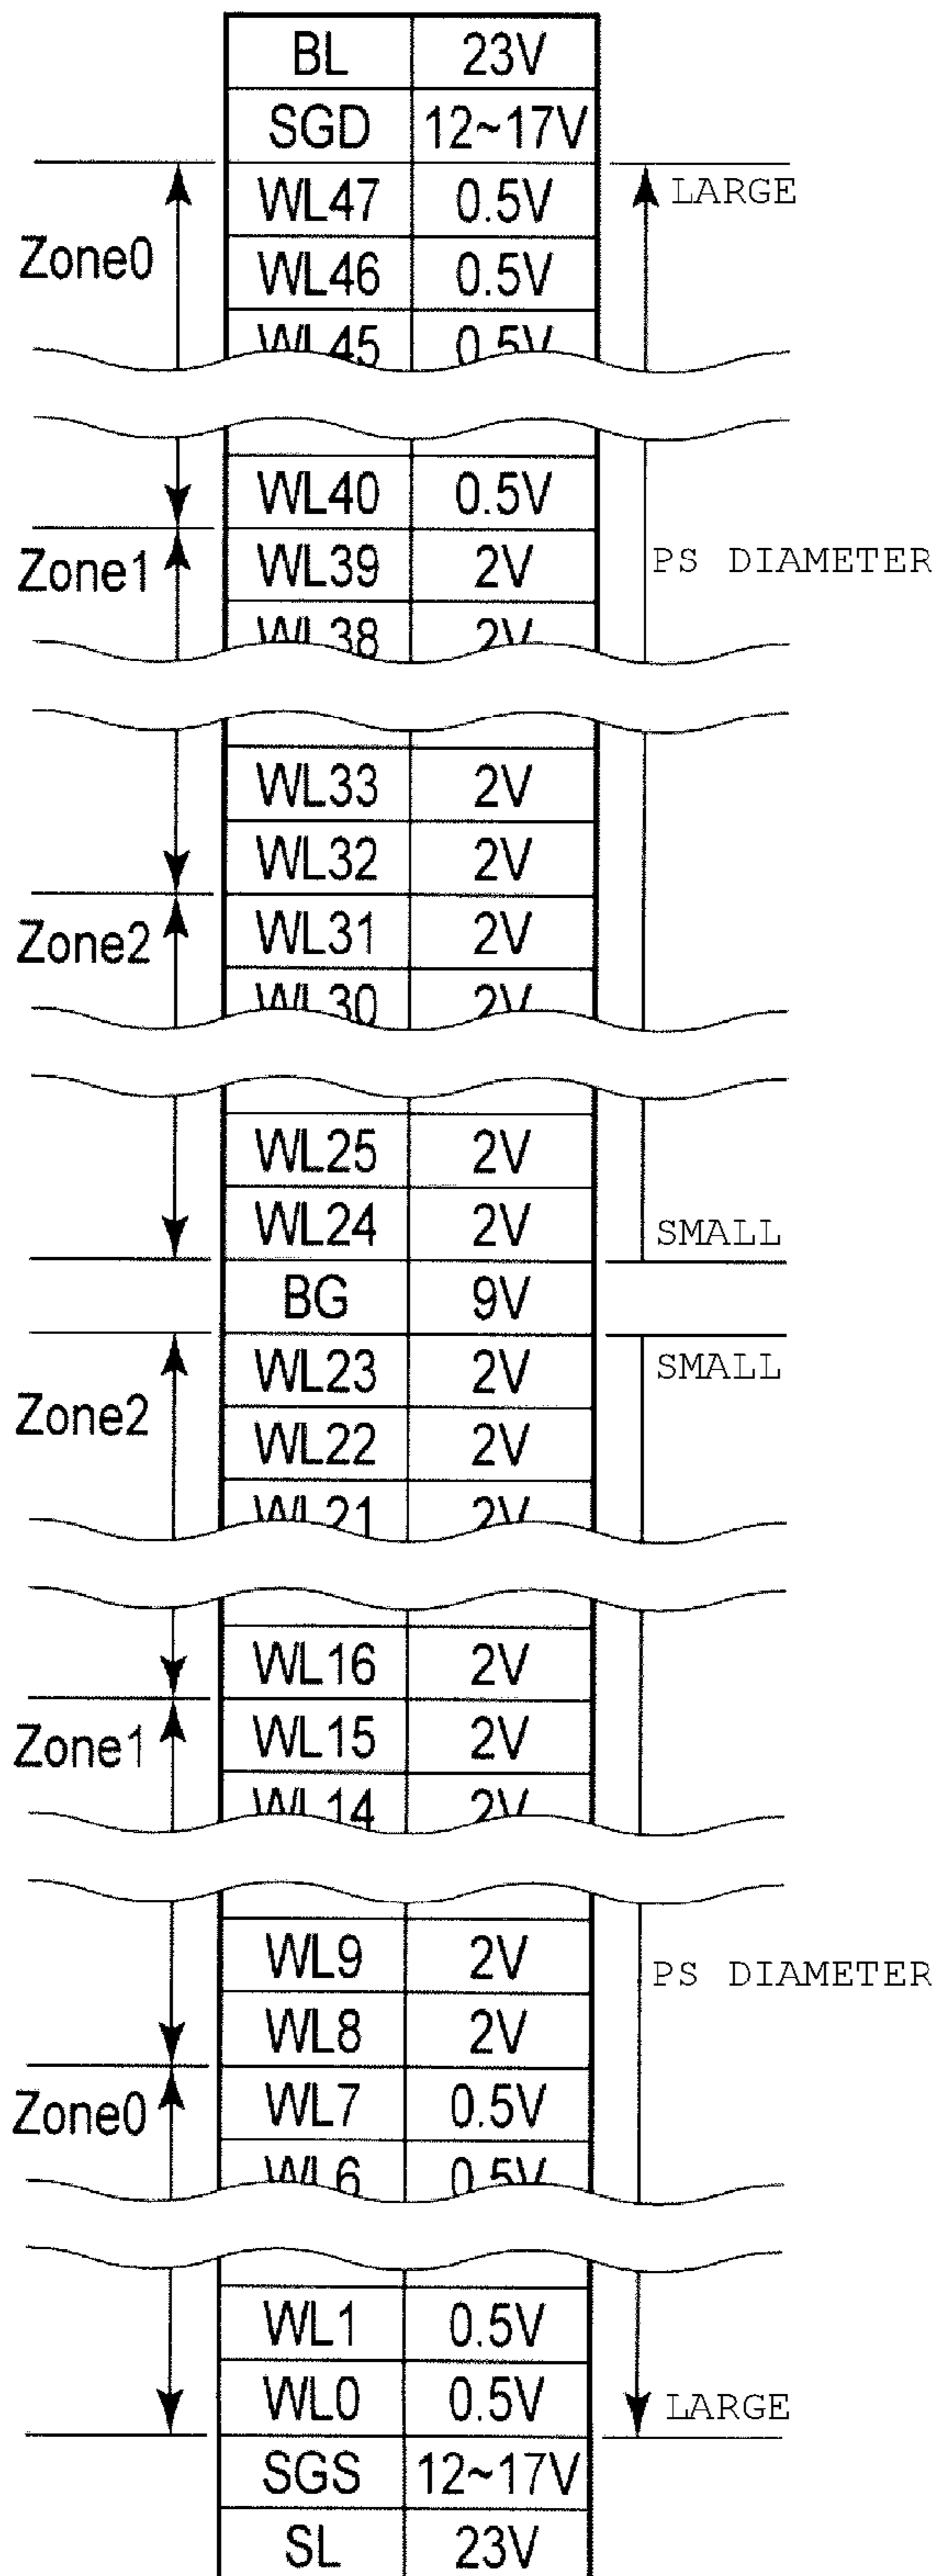 BL 23V
SGD 12~17V
WL47 0.5V LARGE
Zone0 WL46 0.5V
WL45 0.5V
WL40 0.5V
Zone1 WL39 2V PS DIAMETER
WL38 2V
WL33 2V
WL32 2V
Zone2 WL31 2V
WL30 2V
WL25 2V
WL24 2V SMALL
BG 9V
WL23 2V SMALL
Zone2 WL22 2V
WL21 2V
WL16 2V
Zone1 WL15 2V
WL14 2V
WL9 2V PS DIAMETER
WL8 2V
Zone0 WL7 0.5V
WL6 0.5V
WL1 0.5V
WL0 0.5V LARGE
SGS 12~17V
SL 23V